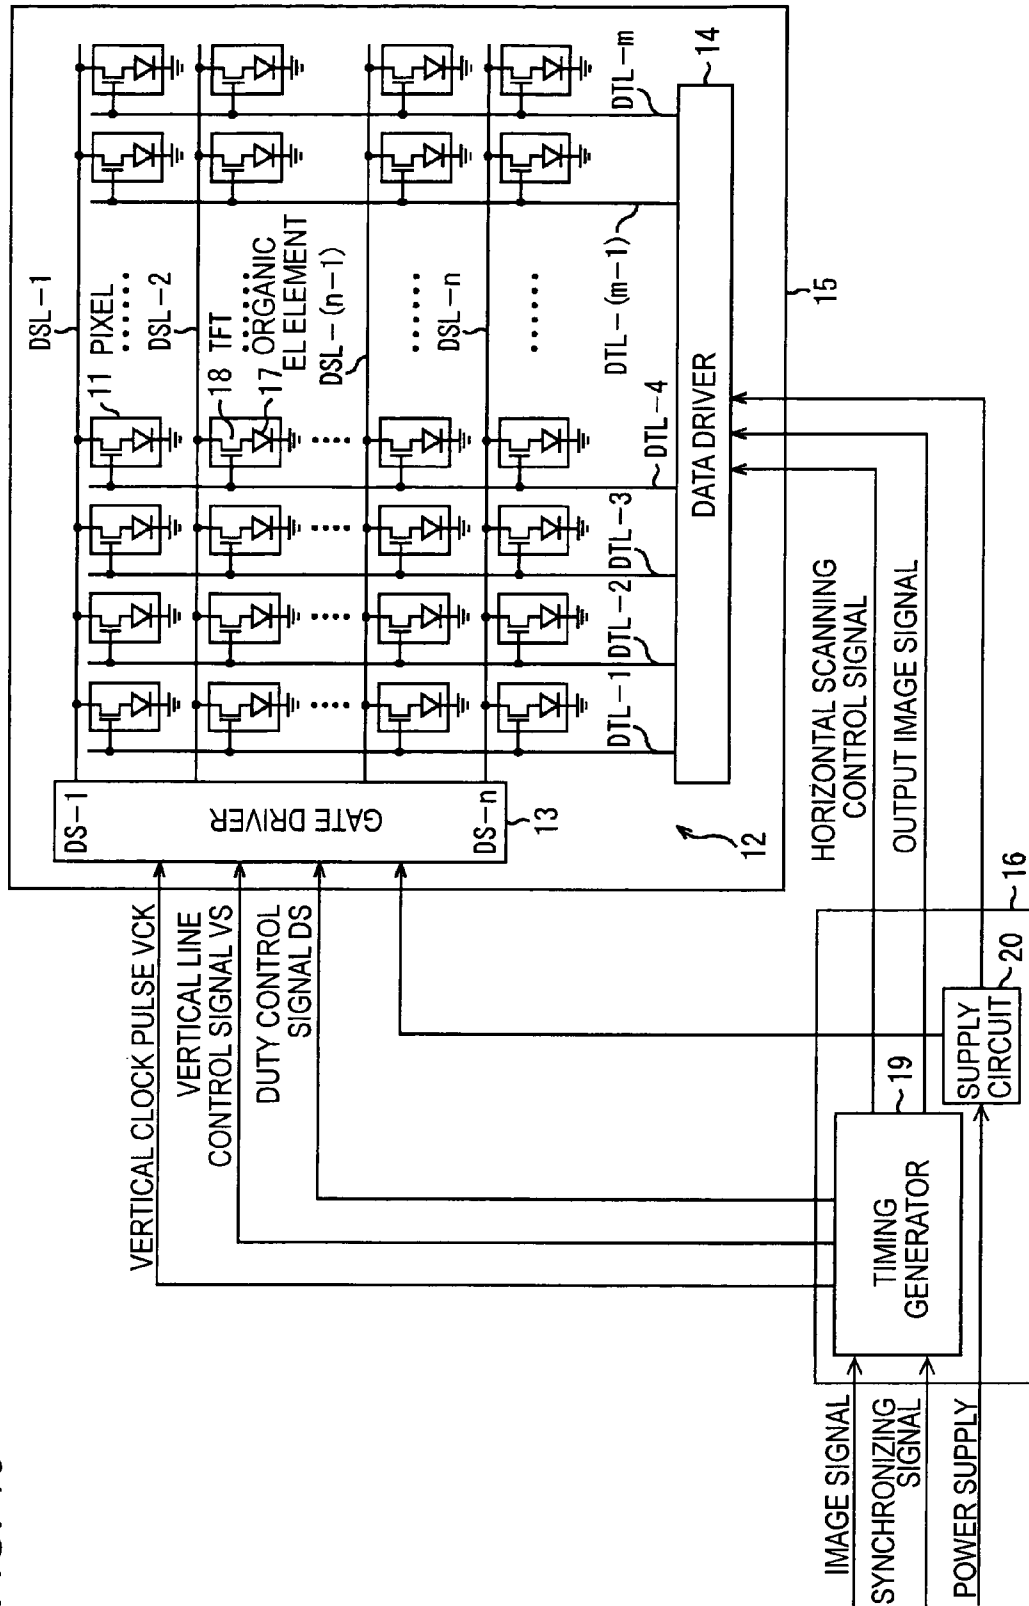 DSL-1
PIXEL
11
DSL-2
18
TFT
17
ORGANIC
EL ELEMENT
DSL-(n-1)
DSL-n
DS-1
GATE DRIVER
DS-n
13
12
DTL-1
DTL-2
DTL-3
DTL-4
DTL-(m-1)
DTL-m
14
DATA DRIVER
15
VERTICAL CLOCK PULSE VCK
VERTICAL LINE
CONTROL SIGNAL VS
DUTY CONTROL
SIGNAL DS
HORIZONTAL SCANNING
CONTROL SIGNAL
OUTPUT IMAGE SIGNAL
16
20
SUPPLY
CIRCUIT
19
TIMING
GENERATOR
IMAGE SIGNAL
SYNCHRONIZING
SIGNAL
POWER SUPPLY